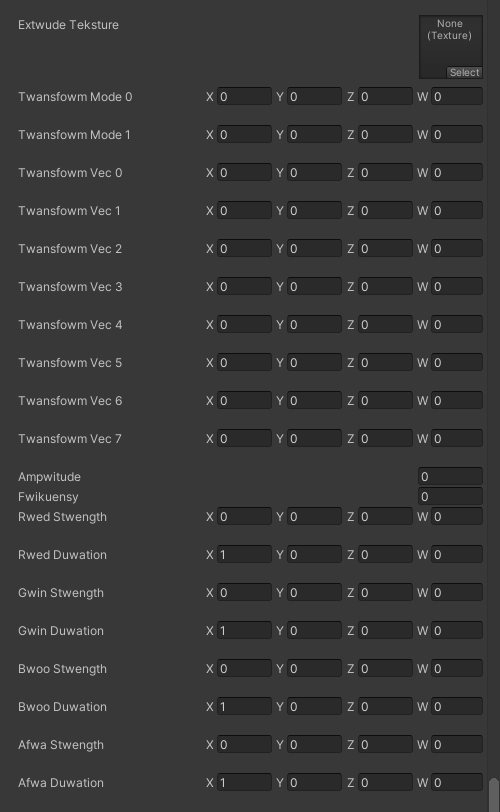 Extwude Teksture
None
(Texture)
Select
Twansfowm Mode 0 X 0 Y 0 Z 0 W 0
Twansfowm Mode 1 X 0 Y 0 Z 0 W 0
Twansfowm Vec 0 X 0 Y 0 Z 0 W 0
Twansfowm Vec 1 X 0 Y 0 Z 0 W 0
Twansfowm Vec 2 X 0 Y 0 Z 0 W 0
Twansfowm Vec 3 X 0 Y 0 Z 0 W 0
Twansfowm Vec 4 X 0 Y 0 Z 0 W 0
Twansfowm Vec 5 X 0 Y 0 Z 0 W 0
Twansfowm Vec 6 X 0 Y 0 Z 0 W 0
Twansfowm Vec 7 X 0 Y 0 Z 0 W 0
Ampwitude 0
Fwikuensy 0
Rwed Stwength X 0 Y 0 Z 0 W 0
Rwed Duwation X 1 Y 0 Z 0 W 0
Gwin Stwength X 0 Y 0 Z 0 W 0
Gwin Duwation X 1 Y 0 Z 0 W 0
Bwoo Stwength X 0 Y 0 Z 0 W 0
Bwoo Duwation X 1 Y 0 Z 0 W 0
Afwa Stwength X 0 Y 0 Z 0 W 0
Afwa Duwation X 1 Y 0 Z 0 W 0